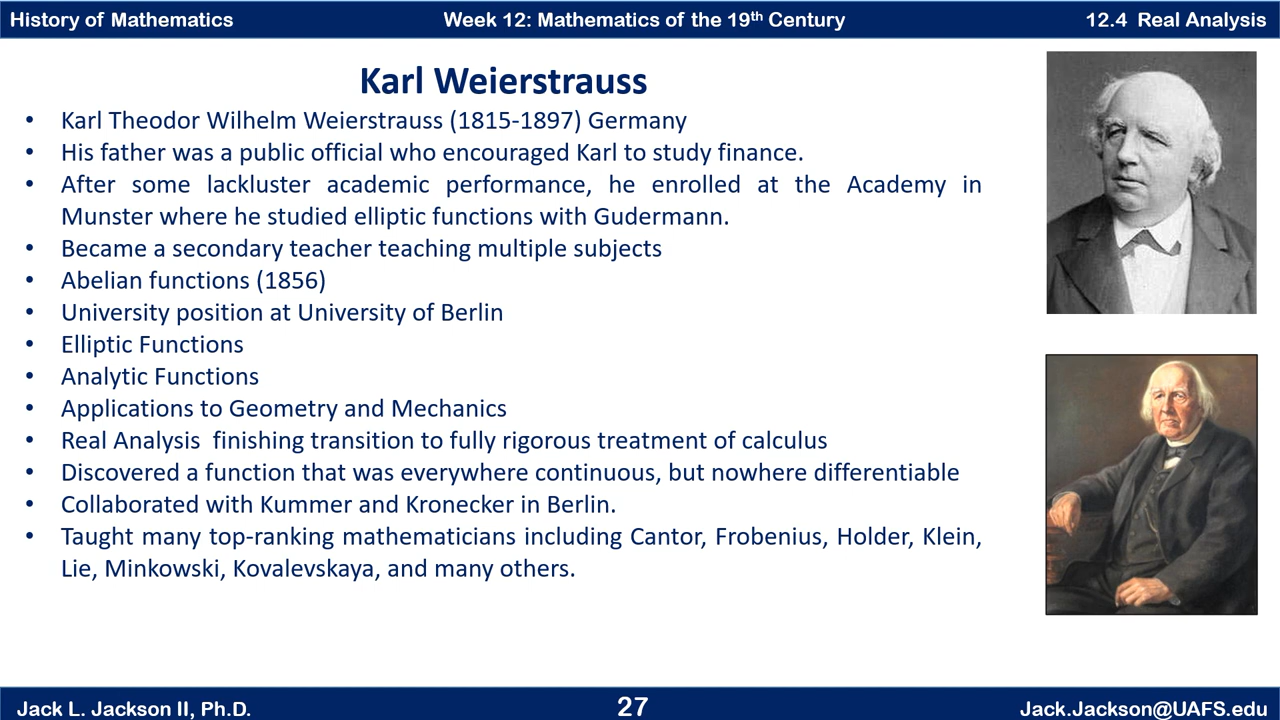 History of Mathematics
Week 12: Mathematics of the 19th Century
12.4 Real Analysis
Karl Weierstrauss
• Karl Theodor Wilhelm Weierstrauss (1815-1897) Germany
• His father was a public official who encouraged Karl to study finance.
• After some lackluster academic performance, he enrolled at the Academy in
Munster where he studied elliptic functions with Gudermann.
• Became a secondary teacher teaching multiple subjects
• Abelian functions (1856)
• University position at University of Berlin
• Elliptic Functions
• Analytic Functions
• Applications to Geometry and Mechanics
• Real Analysis  finishing transition to fully rigorous treatment of calculus
• Discovered a function that was everywhere continuous, but nowhere differentiable
• Collaborated with Kummer and Kronecker in Berlin.
• Taught many top-ranking mathematicians including Cantor, Frobenius, Holder, Klein,
Lie, Minkowski, Kovalevskaya, and many others.
Jack L. Jackson II, Ph.D.
27
Jack.Jackson@UAFS.edu